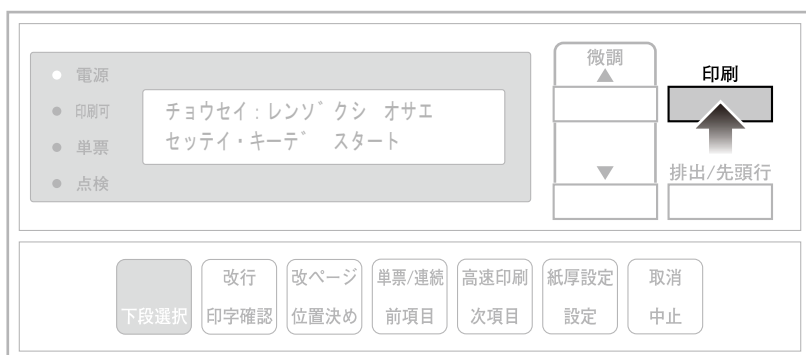 電源
印刷可
単票
点検
チョウセイ:レンゾクシ オサエ
セッテイ・キーデ スタート
微調
▲
▼
印刷
排出/先頭行
下段選択
改行
印字確認
改ページ
位置決め
単票/連続
前項目
高速印刷
次項目
紙厚設定
設定
取消
中止